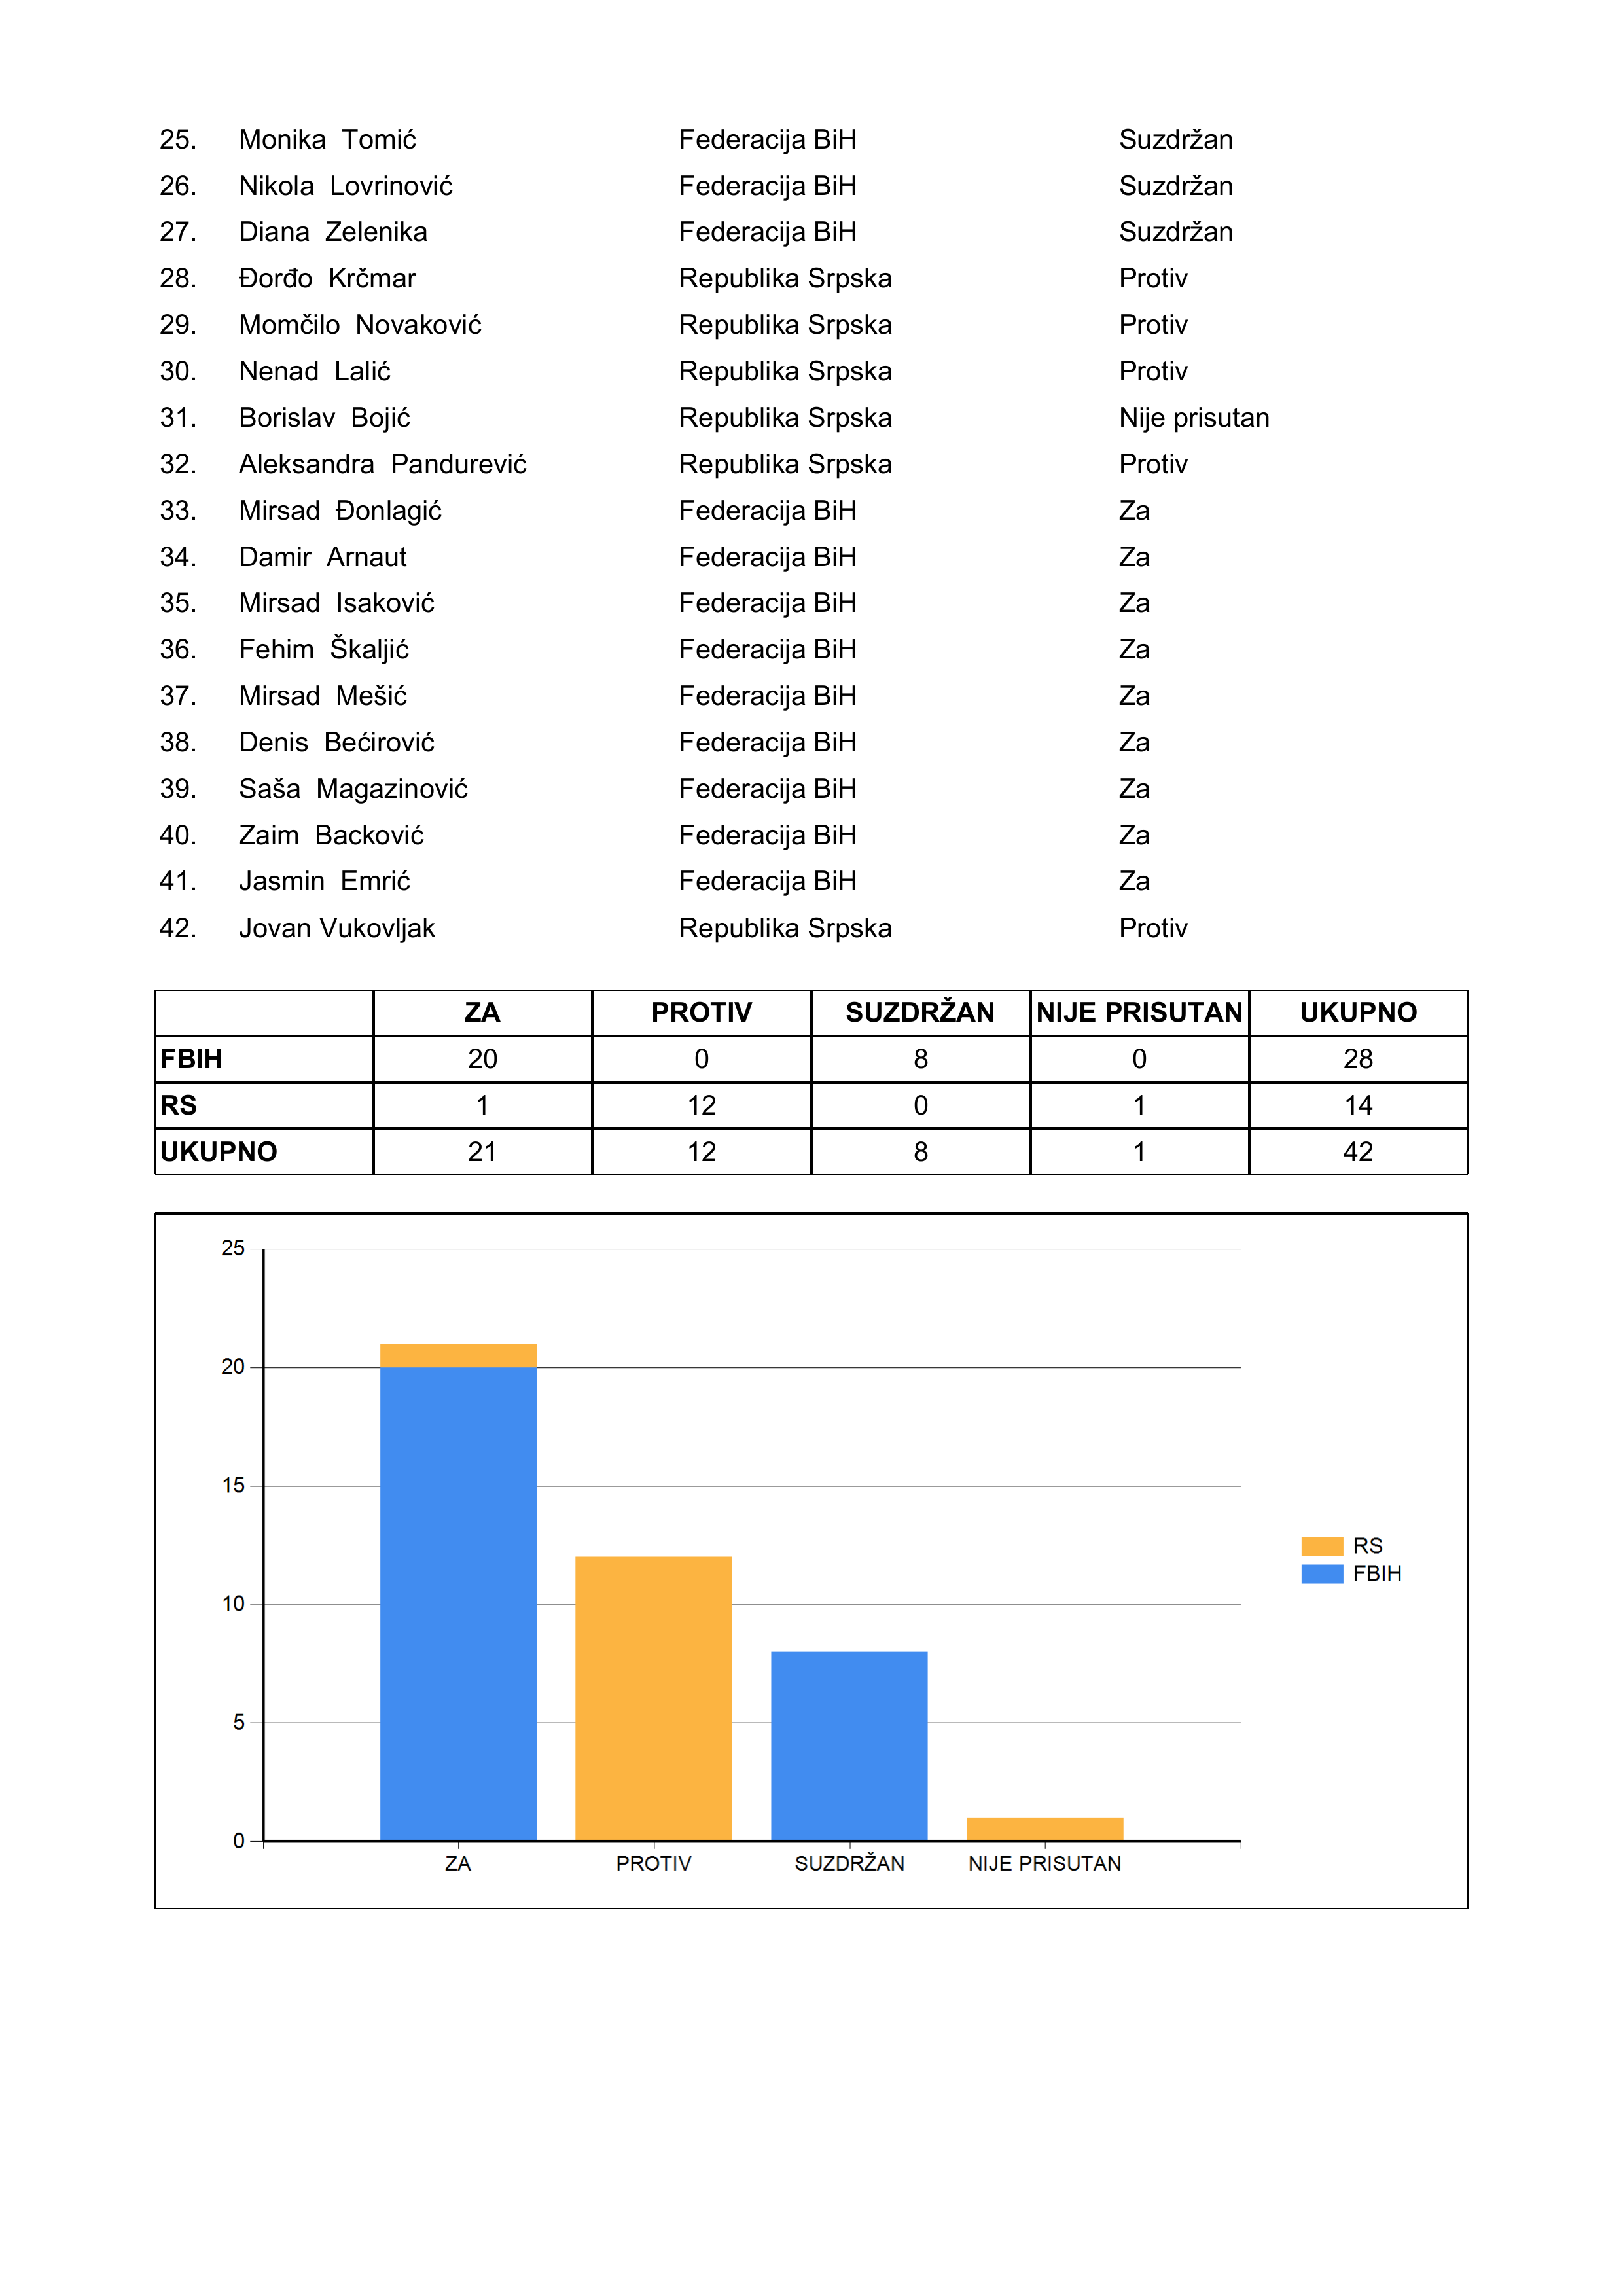 25. Monika Tomić Federacija BiH Suzdržan
26. Nikola Lovrinović Federacija BiH Suzdržan
27. Diana Zelenika Federacija BiH Suzdržan
28. Đorđo Krčmar Republika Srpska Protiv
29. Momčilo Novaković Republika Srpska Protiv
30. Nenad Lalić Republika Srpska Protiv
31. Borislav Bojić Republika Srpska Nije prisutan
32. Aleksandra Pandurević Republika Srpska Protiv
33. Mirsad Đonlagić Federacija BiH Za
34. Damir Arnaut Federacija BiH Za
35. Mirsad Isaković Federacija BiH Za
36. Fehim Škaljić Federacija BiH Za
37. Mirsad Mešić Federacija BiH Za
38. Denis Bećirović Federacija BiH Za
39. Saša Magazinović Federacija BiH Za
40. Zaim Backović Federacija BiH Za
41. Jasmin Emrić Federacija BiH Za
42. Jovan Vukovljak Republika Srpska Protiv
ZA PROTIV SUZDRŽAN NIJE PRISUTAN UKUPNO
FBIH 20 0 8 0 28
RS 1 12 0 1 14
UKUPNO 21 12 8 1 42
25
20
15
10
5
0
ZA PROTIV SUZDRŽAN NIJE PRISUTAN
RS
FBIH